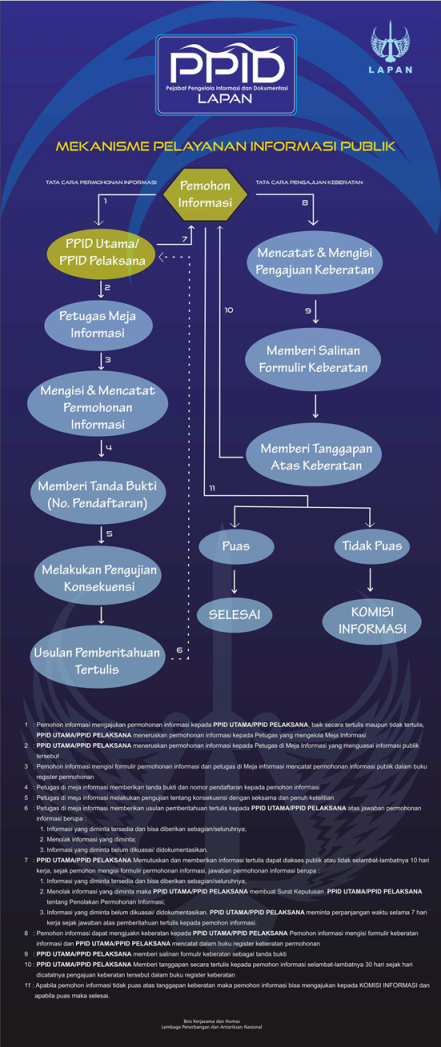 PPID
Pejabat Pengelola Informasi dan Dokumentasi
LAPAN
LAPAN
MEKANISME PELAYANAN INFORMASI PUBLIK
TATA CARA PERMOHONAN INFORMASI
Pemohon
Informasi
TATA CARA PENGAJUAN KEBERATAN
1
7
8
PPID Utama/
PPID Pelaksana
Mencatat & Mengisi
Pengajuan Keberatan
2
Petugas Meja
Informasi
10
9
3
Memberi Salinan
Formulir Keberatan
Mengisi & Mencatat
Permohonan
Informasi
4
Memberi Tanggapan
Atas Keberatan
Memberi Tanda Bukti
(No. Pendaftaran)
11
5
Puas
Tidak Puas
Melakukan Pengujian
Konsekuensi
SELESAI
KOMISI
INFORMASI
Usulan Pemberitahuan
Tertulis
6
1 : Pemohon informasi mengajukan permohonan informasi kepada PPID UTAMA/PPID PELAKSANA, baik secara tertulis maupun tidak tertulis,
PPID UTAMA/PPID PELAKSANA meneruskan permohonan informasi kepada Petugas yang mengelola Meja Informasi
2 : PPID UTAMA/PPID PELAKSANA meneruskan permohonan informasi kepada Petugas di Meja Informasi yang menguasai informasi publik
tersebut
3 : Pemohon informasi mengisi formulir permohonan informasi dan petugas di Meja informasi mencatat permohonan informasi publik dalam buku
register permohonan
4 : Petugas di meja informasi memberikan tanda bukti dan nomor pendaftaran kepada pemohon informasi
5 : Petugas di meja informasi melakukan pengujian tentang konsekuensi dengan seksama dan penuh ketelitian
6 : Petugas di meja informasi memberikan usulan pemberitahuan tertulis kepada PPID UTAMA/PPID PELAKSANA atas jawaban permohonan
informasi berupa :
1. Informasi yang diminta tersedia dan bisa diberikan sebagian/seluruhnya;
2. Menolak informasi yang diminta;
3. Informasi yang diminta belum dikuasai/ didokumentasikan.
7 : PPID UTAMA/PPID PELAKSANA Memutuskan dan memberikan informasi tertulis dapat diakses publik atau tidak selambat-lambatnya 10 hari
kerja, sejak pemohon mengisi formulir permohonan informasi, jawaban permohonan informasi berupa :
1. Informasi yang diminta tersedia dan bisa diberikan sebagian/seluruhnya;
2. Menolak informasi yang diminta maka PPID UTAMA/PPID PELAKSANA membuat Surat Keputusan PPID UTAMA/PPID PELAKSANA
tentang Penolakan Permohonan Informasi;
3. Informasi yang diminta belum dikuasai/ didokumentasikan. PPID UTAMA/PPID PELAKSANA meminta perpanjangan waktu selama 7 hari
kerja sejak jawaban atas pemberitahuan tertulis kepada pemohon informasi.
8 : Pemohon informasi dapat mengjuakn keberatan kepada PPID UTAMA/PPID PELAKSANA Pemohon informasi mengisi formulir keberatan
informasi dan PPID UTAMA/PPID PELAKSANA mencatat dalam buku register keberatan permohonan
9 : PPID UTAMA/PPID PELAKSANA memberi salinan formulir keberatan sebagai tanda bukti
10 : PPID UTAMA/PPID PELAKSANA Memberi tanggapan secara tertulis kepada pemohon informasi selambat-lambatnya 30 hari sejak hari
dicatatnya pengajuan keberatan tersebut dalam buku register keberatan
11 : Apabila pemohon informasi tidak puas atas tanggapan keberatan maka pemohon informasi bisa mengajukan kepada KOMISI INFORMASI dan
apabila puas maka selesai.
Biro Kerjasama dan Humas
Lembaga Penerbangan dan Antariksa Nasional